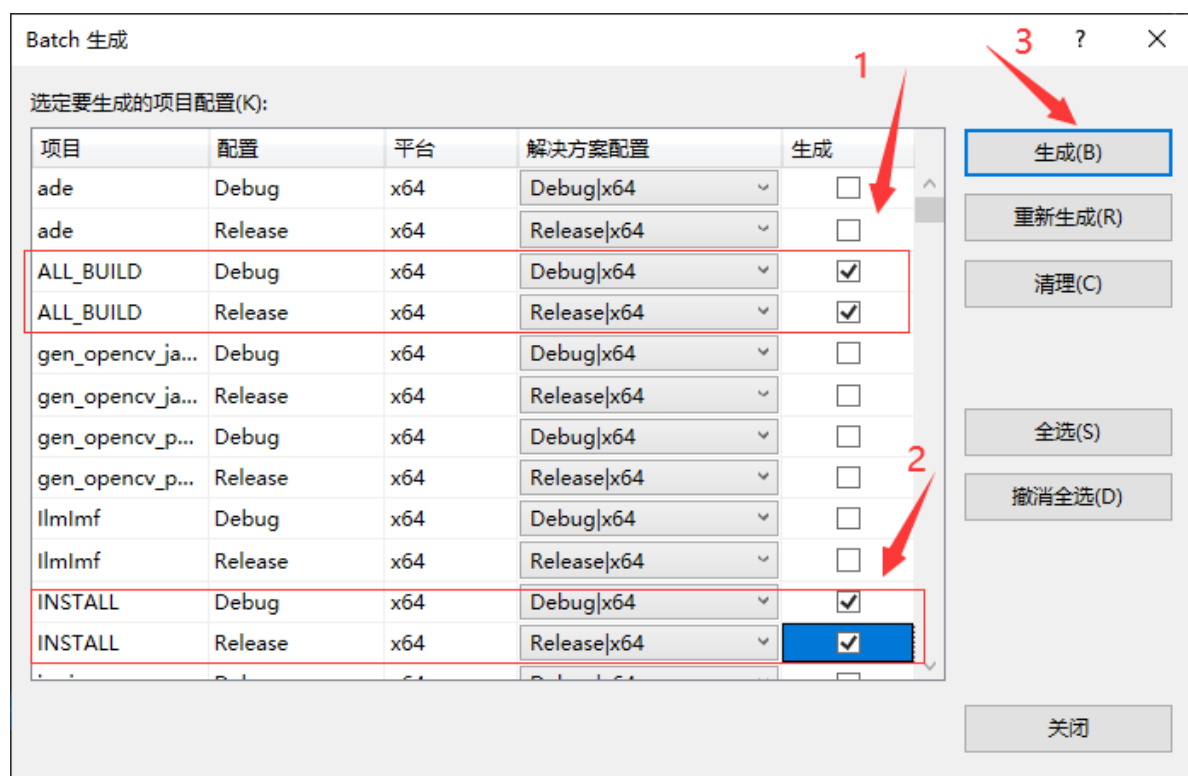 Batch 生成
3
?
1
选定要生成的项目配置(K):
项目 配置 平台 解决方案配置 生成
ade Debug x64 Debug|x64
ade Release x64 Release|x64
ALL_BUILD Debug x64 Debug|x64
ALL_BUILD Release x64 Release|x64
gen_opencv_ja... Debug x64 Debug|x64
gen_opencv_ja... Release x64 Release|x64
gen_opencv_p... Debug x64 Debug|x64
2
gen_opencv_p... Release x64 Release|x64
IlmImf Debug x64 Debug|x64
IlmImf Release x64 Release|x64
INSTALL Debug x64 Debug|x64
INSTALL Release x64 Release|x64
生成(B)
重新生成(R)
清理(C)
全选(S)
撤消全选(D)
关闭